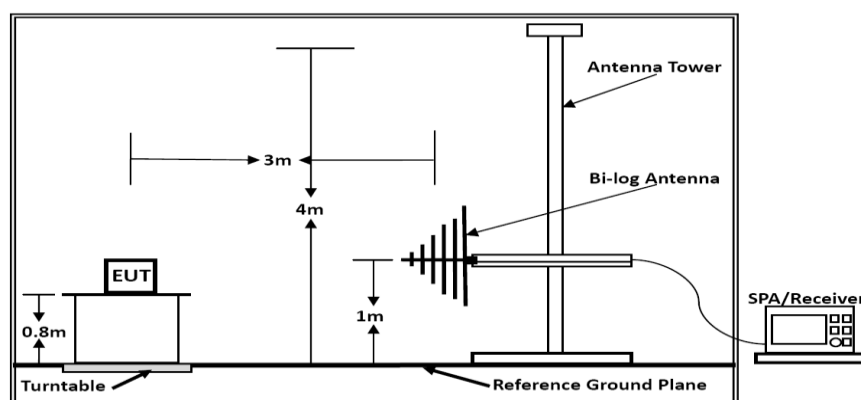 Antenna Tower
3m
Bi-log Antenna
4m
EUT
0.8m
1m
SPA/Receiver
Turntable
Reference Ground Plane